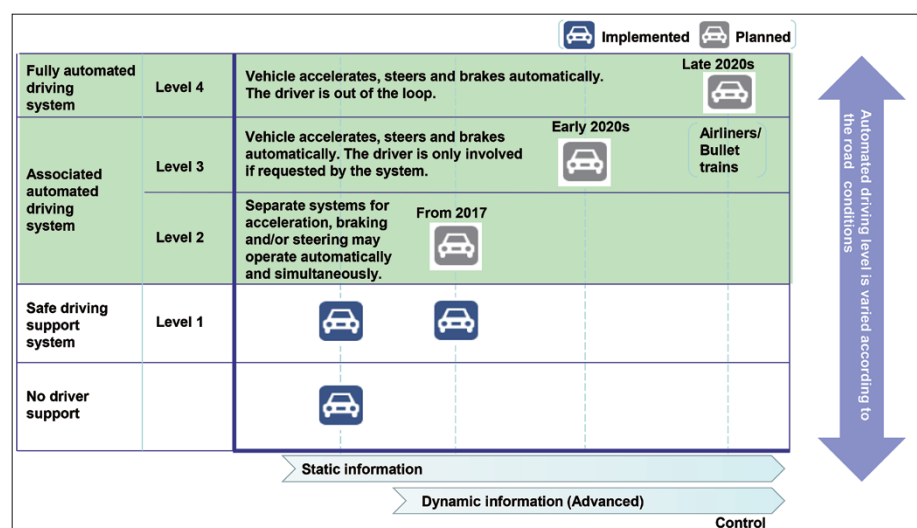 Implemented
Planned
Fully automated
driving
system
Level 4
Vehicle accelerates, steers and brakes automatically.
The driver is out of the loop.
Late 2020s
Associated
automated
driving
system
Level 3
Vehicle accelerates, steers and brakes
automatically. The driver is only involved
if requested by the system.
Early 2020s
Airliners/
Bullet
trains
Level 2
Separate systems for
acceleration, braking
and/or steering may
operate automatically
and simultaneously.
From 2017
Safe driving
support
system
Level 1
No driver
support
Static information
Dynamic information (Advanced)
Control
Automated driving level is varied according to
the road conditions